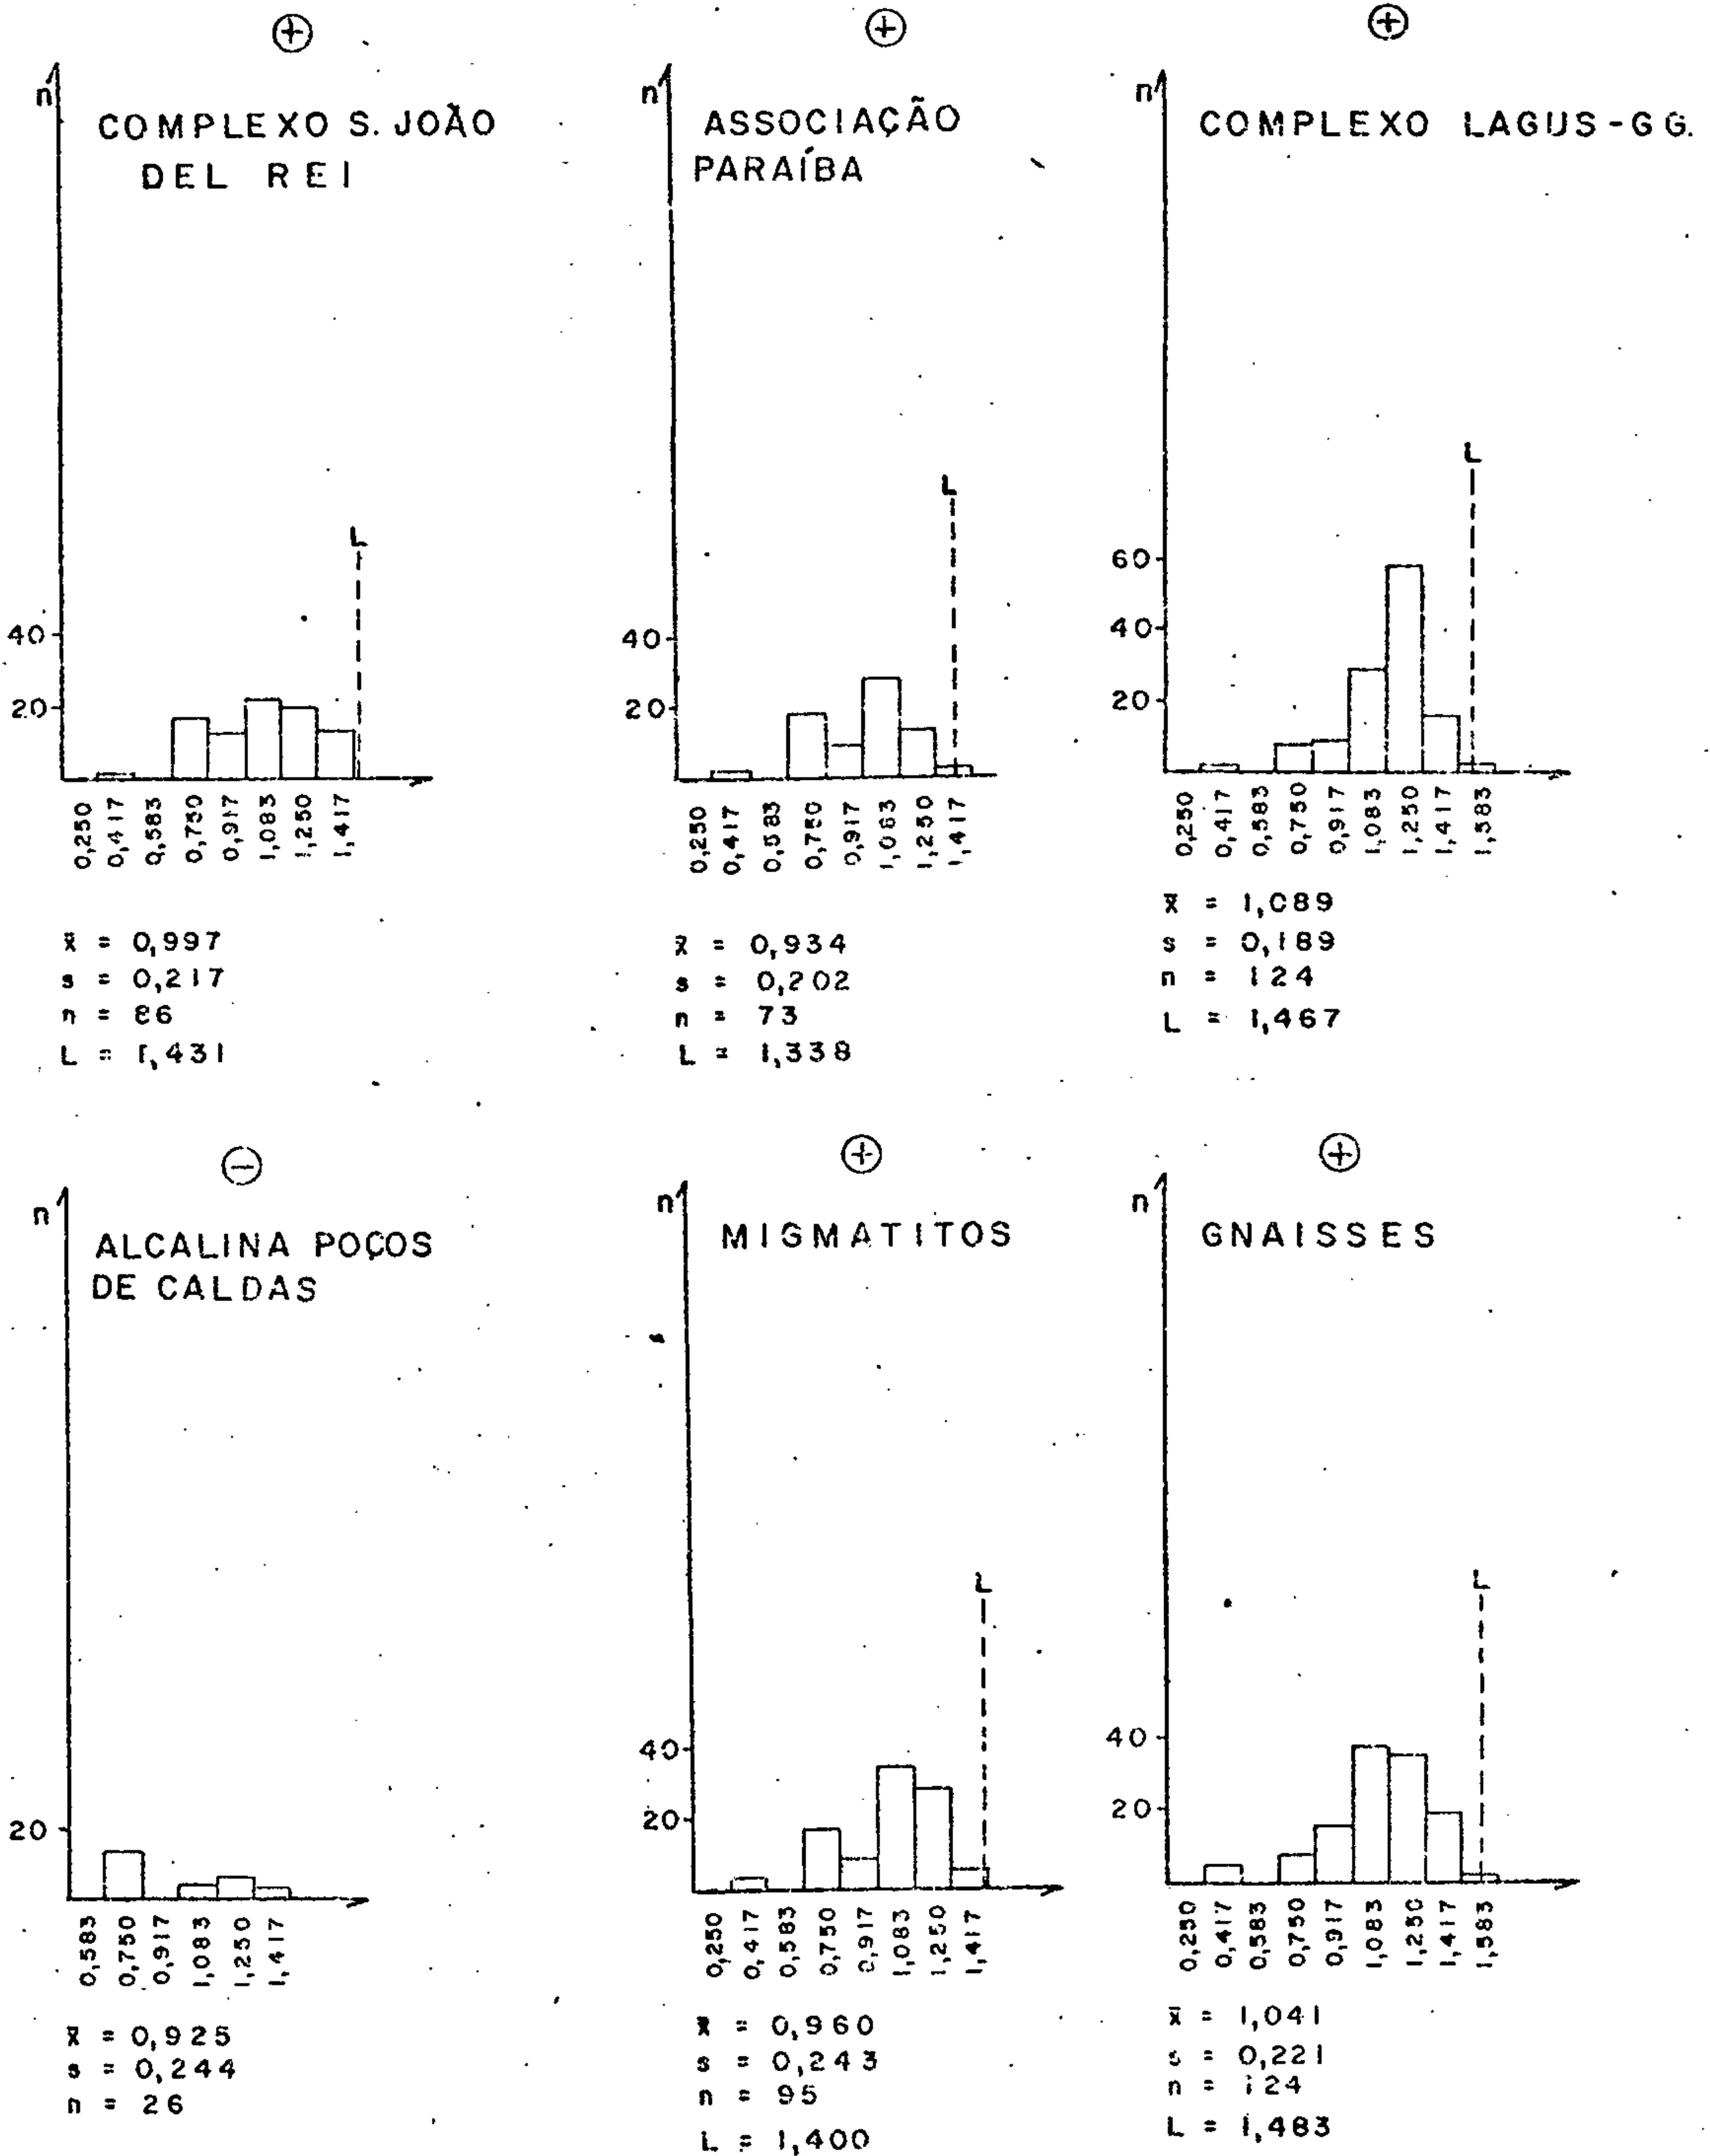 ⊕
n
COMPLEXO S. JOÃO
DEL REI
L
40
20
0,250
0,417
0,583
0,750
0,917
1,083
1,250
1,417
x̄ = 0,997
s = 0,217
n = 86
L = 1,431
⊕
n
ASSOCIAÇÃO
PARAÍBA
L
40
20
0,250
0,417
0,583
0,750
0,917
1,083
1,250
1,417
x̄ = 0,934
s = 0,202
n = 73
L = 1,338
⊕
n
COMPLEXO LAGUS-GG.
L
60
40
20
0,250
0,417
0,583
0,750
0,917
1,083
1,250
1,417
1,583
x̄ = 1,089
s = 0,189
n = 124
L = 1,467
⊖
n
ALCALINA POÇOS
DE CALDAS
20
0,583
0,750
0,917
1,083
1,250
1,417
x̄ = 0,925
s = 0,244
n = 26
⊕
n
MIGMATITOS
L
40
20
0,250
0,417
0,583
0,750
0,917
1,083
1,250
1,417
x̄ = 0,960
s = 0,243
n = 95
L = 1,400
⊕
n
GNAISSES
L
40
20
0,250
0,417
0,583
0,750
0,917
1,083
1,250
1,417
1,583
x̄ = 1,041
s = 0,221
n = 124
L = 1,483